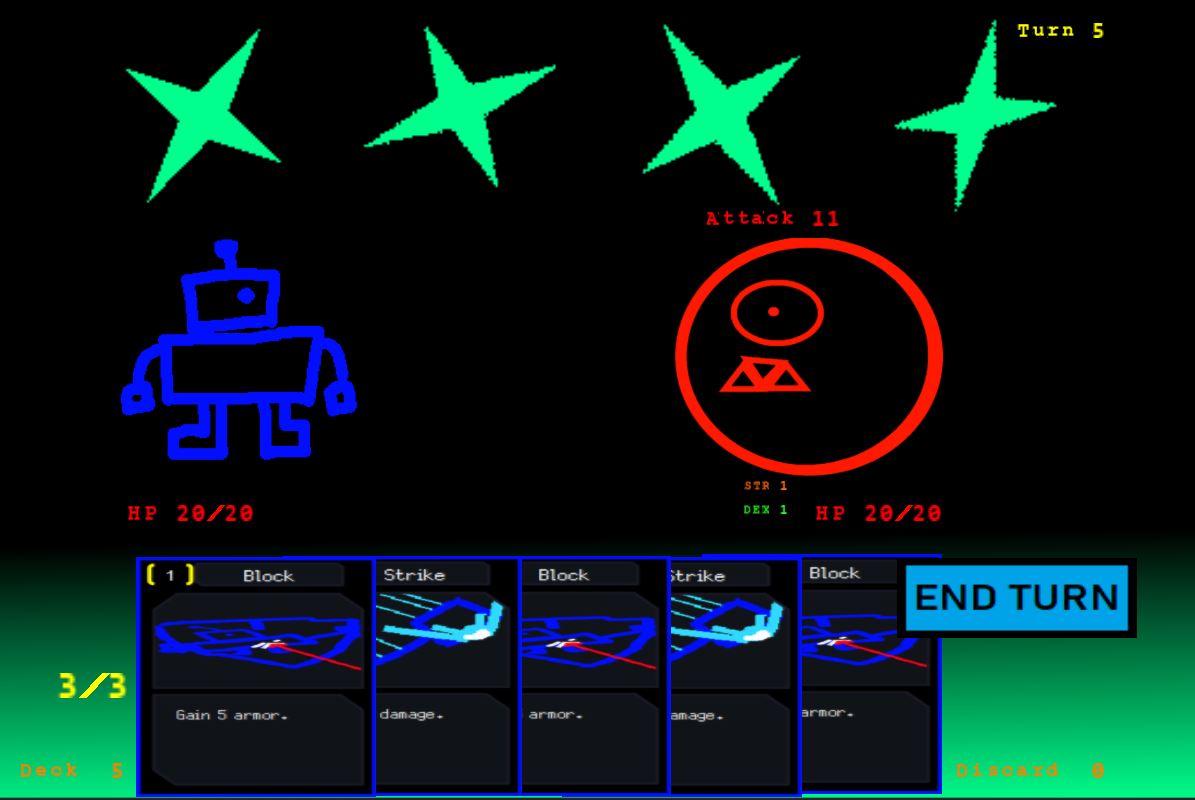 Turn 5
Attack 11
STR 1
DEX 1
HP 20/20
HP 20/20
( 1 ) Block
Strike
Block
Strike
Block
END TURN
3/3
Gain 5 armor.
damage.
armor.
amage.
armor.
Deck 5
Discard 0